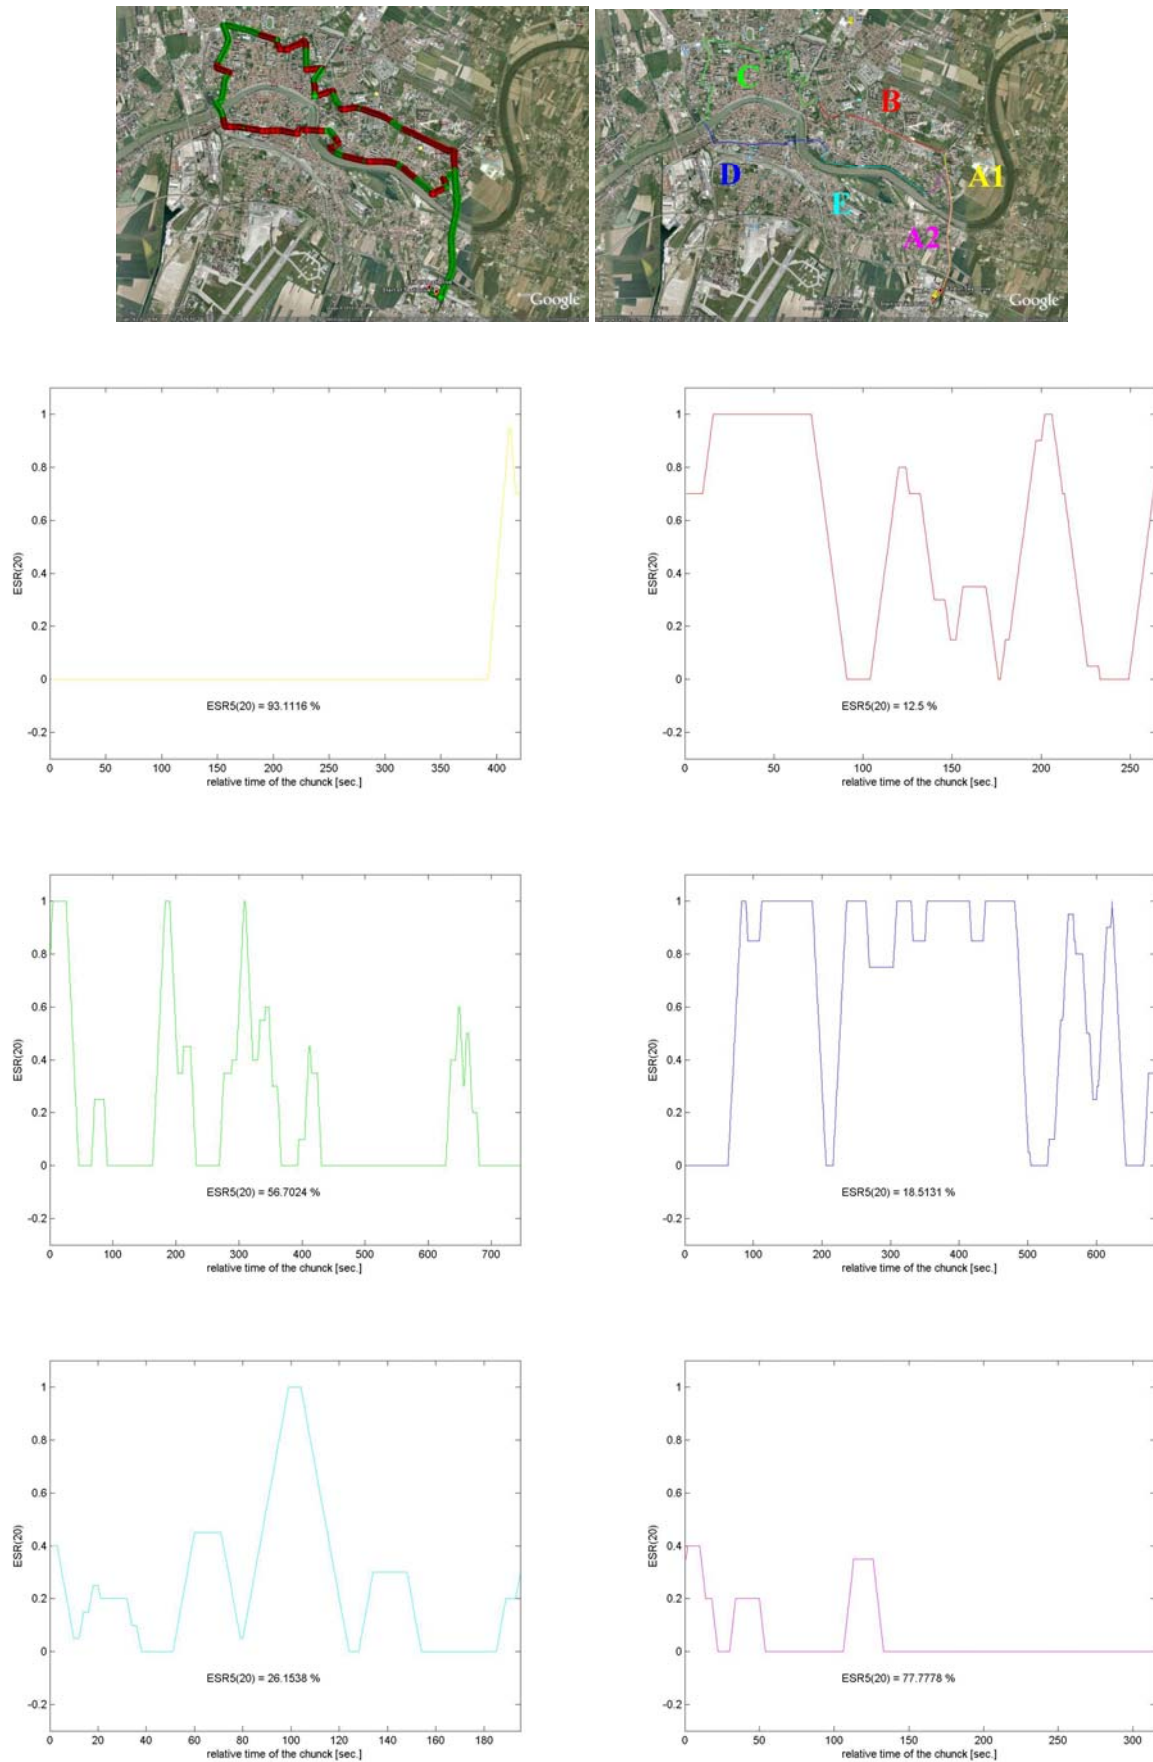 Google
C
B
D
A1
E
A2
Google
1
0.8
0.6
0.4
0.2
0
-0.2
ESR(20)
ESR5(20) = 93.1116 %
0 50 100 150 200 250 300 350 400
relative time of the chunck [sec.]
1
0.8
0.6
0.4
0.2
0
-0.2
ESR(20)
ESR5(20) = 12.5 %
0 50 100 150 200 250
relative time of the chunck [sec.]
1
0.8
0.6
0.4
0.2
0
-0.2
ESR(20)
ESR5(20) = 56.7024 %
0 100 200 300 400 500 600 700
relative time of the chunck [sec.]
1
0.8
0.6
0.4
0.2
0
-0.2
ESR(20)
ESR5(20) = 18.5131 %
0 100 200 300 400 500 600
relative time of the chunck [sec.]
1
0.8
0.6
0.4
0.2
0
-0.2
ESR(20)
ESR5(20) = 26.1538 %
0 20 40 60 80 100 120 140 160 180
relative time of the chunck [sec.]
1
0.8
0.6
0.4
0.2
0
-0.2
ESR(20)
ESR5(20) = 77.7778 %
0 50 100 150 200 250 300
relative time of the chunck [sec.]